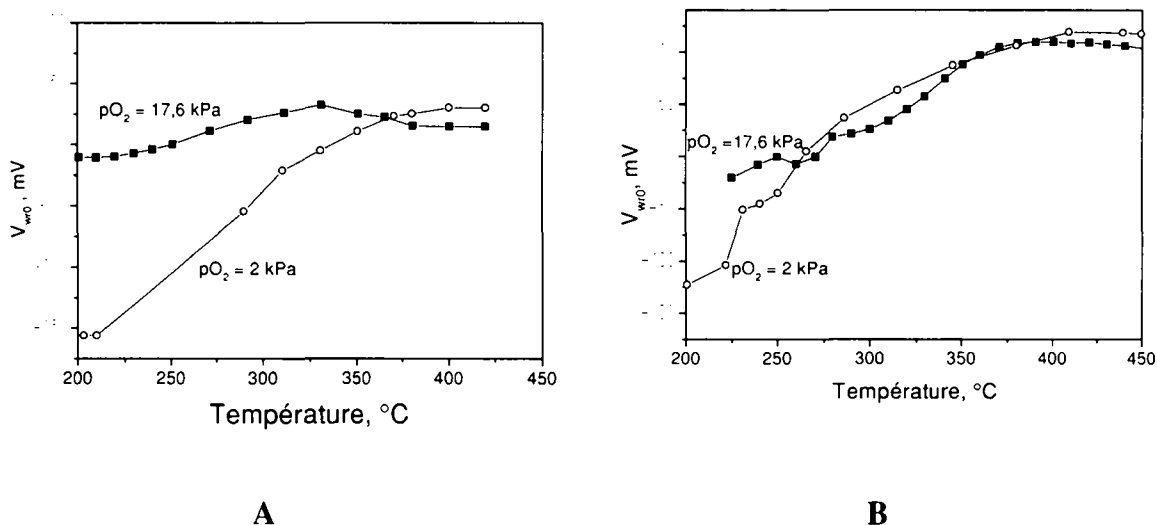 pO2 = 17,6 kPa
pO2 = 2 kPa
Vwr0, mV
200 250 300 350 400 450
Température, °C
A
pO2 = 17,6 kPa
pO2 = 2 kPa
Vwr0, mV
200 250 300 350 400 450
Température, °C
B